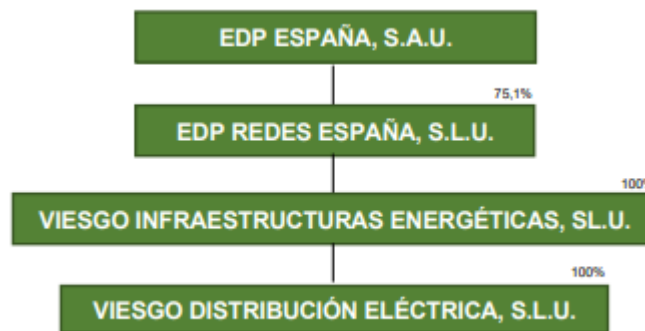 EDP ESPAÑA, S.A.U.
75,1%
EDP REDES ESPAÑA, S.L.U.
100%
VIESGO INFRAESTRUCTURAS ENERGÉTICAS, SL.U.
100%
VIESGO DISTRIBUCIÓN ELÉCTRICA, S.L.U.